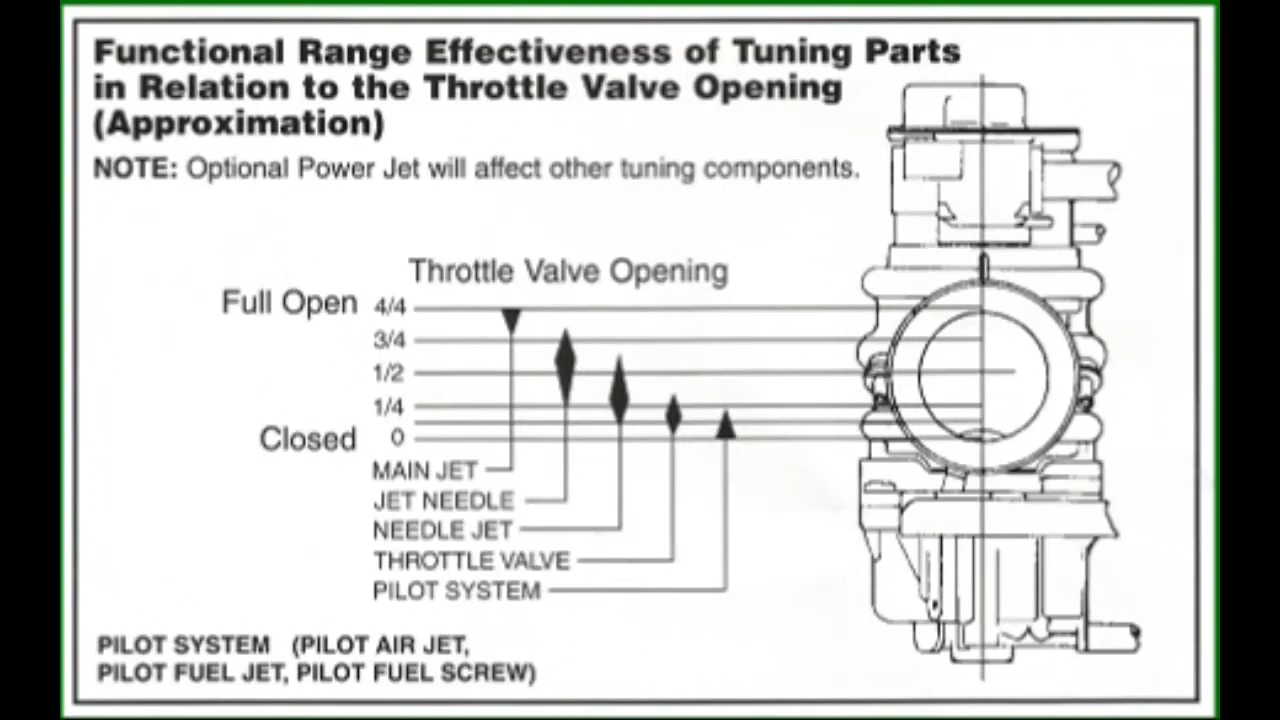 Functional Range Effectiveness of Tuning Parts
in Relation to the Throttle Valve Opening
(Approximation)
NOTE: Optional Power Jet will affect other tuning components.
Throttle Valve Opening
Full Open 4/4
3/4
1/2
1/4
Closed 0
MAIN JET
JET NEEDLE
NEEDLE JET
THROTTLE VALVE
PILOT SYSTEM
PILOT SYSTEM (PILOT AIR JET,
PILOT FUEL JET, PILOT FUEL SCREW)